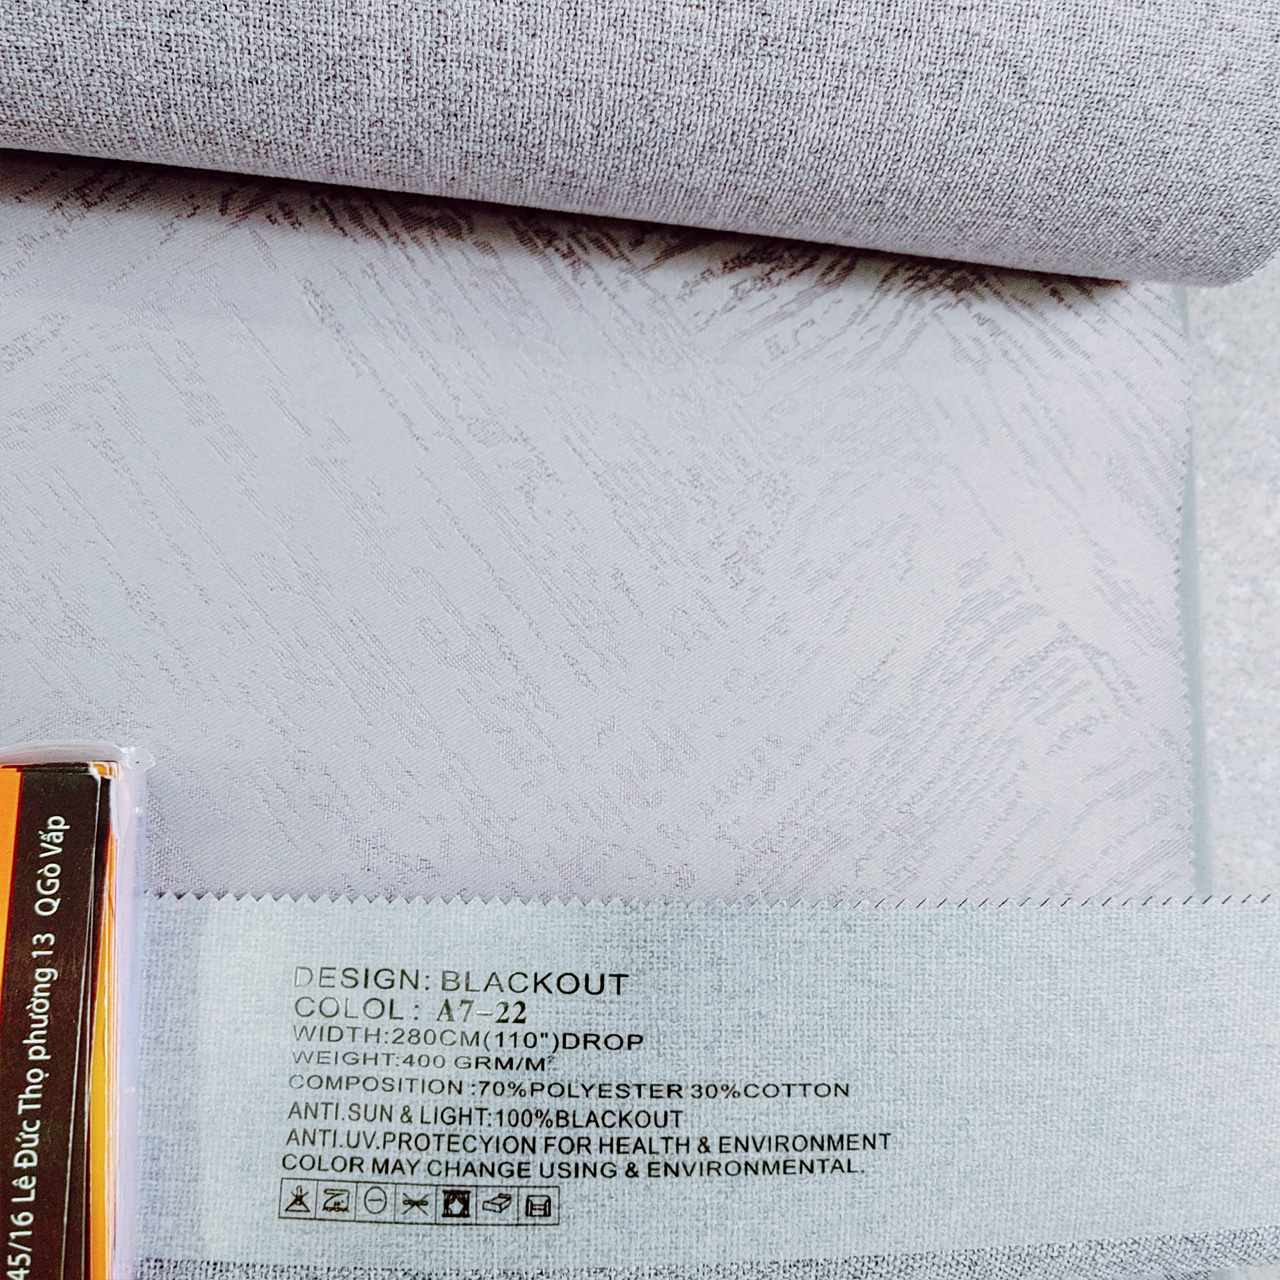 DESIGN: BLACKOUT
COLOL : A7-22
WIDTH:280CM(110")DROP
WEIGHT:400 GRM/M²
COMPOSITION :70%POLYESTER 30%COTTON
ANTI.SUN & LIGHT:100%BLACKOUT
ANTI.UV.PROTECYION FOR HEALTH & ENVIRONMENT
COLOR MAY CHANGE USING & ENVIRONMENTAL.
45/16 Lê Đức Thọ phường 13 QGò Vấp